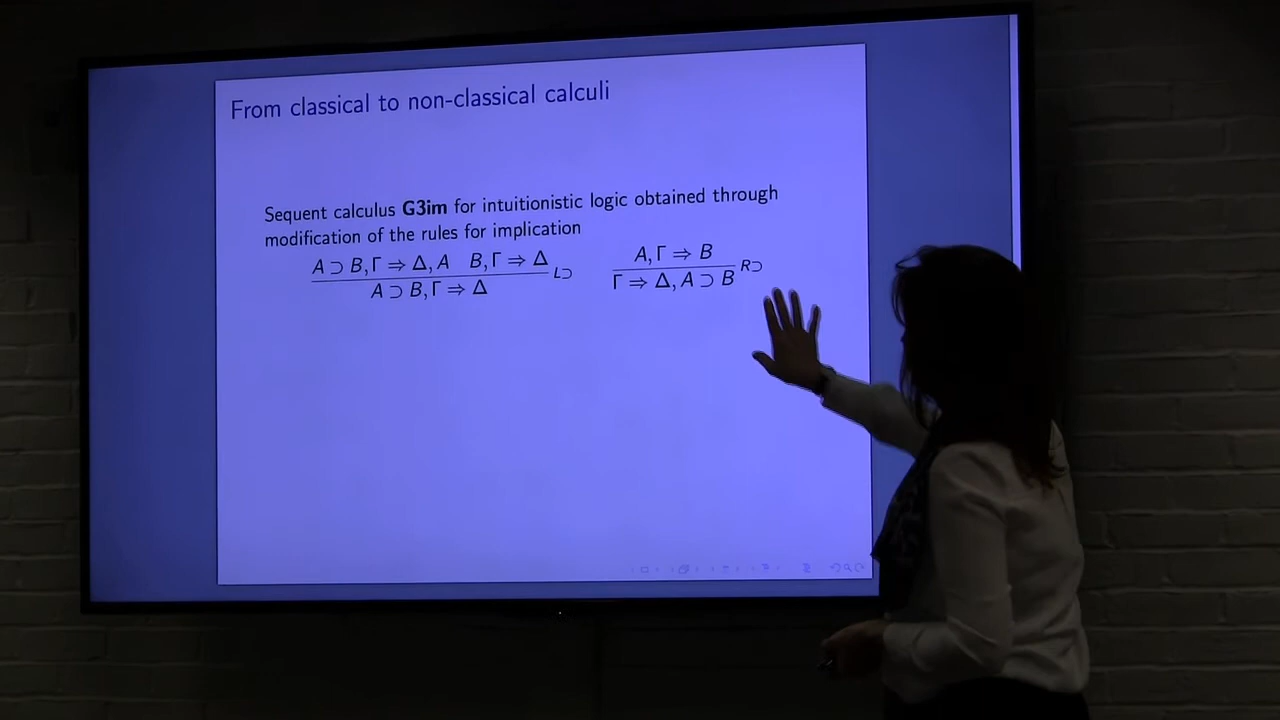 From classical to non-classical calculi
Sequent calculus G3im for intuitionistic logic obtained through
modification of the rules for implication
A ⊃ B, Γ ⇒ Δ, A B, Γ ⇒ Δ
A ⊃ B, Γ ⇒ Δ
L⊃
A, Γ ⇒ B
Γ ⇒ Δ, A ⊃ B
R⊃